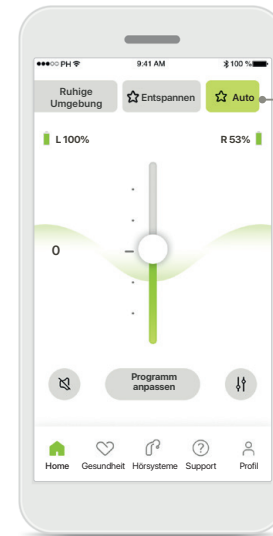 PH 9:41 AM 100 %
Ruhige
Umgebung
Entspannen
Auto
L 100% R 53%
0
Programm
anpassen
Home Gesundheit Hörsysteme Support Profil